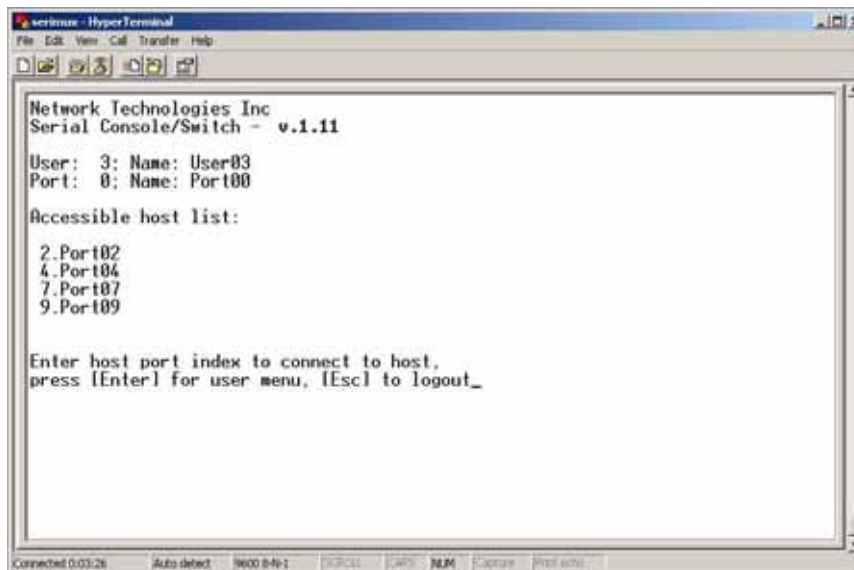 serimux - HyperTerminal
File Edit View Call Transfer Help
Network Technologies Inc
Serial Console/Switch - v.1.11
User: 3; Name: User03
Port: 0; Name: Port00
Accessible host list:
2.Port02
4.Port04
7.Port07
9.Port09
Enter host port index to connect to host,
press [Enter] for user menu, [Esc] to logout_
Connected 0:03:26 Auto detect 9600 8-N-1 SCROLL CAPS NUM Capture Print echo